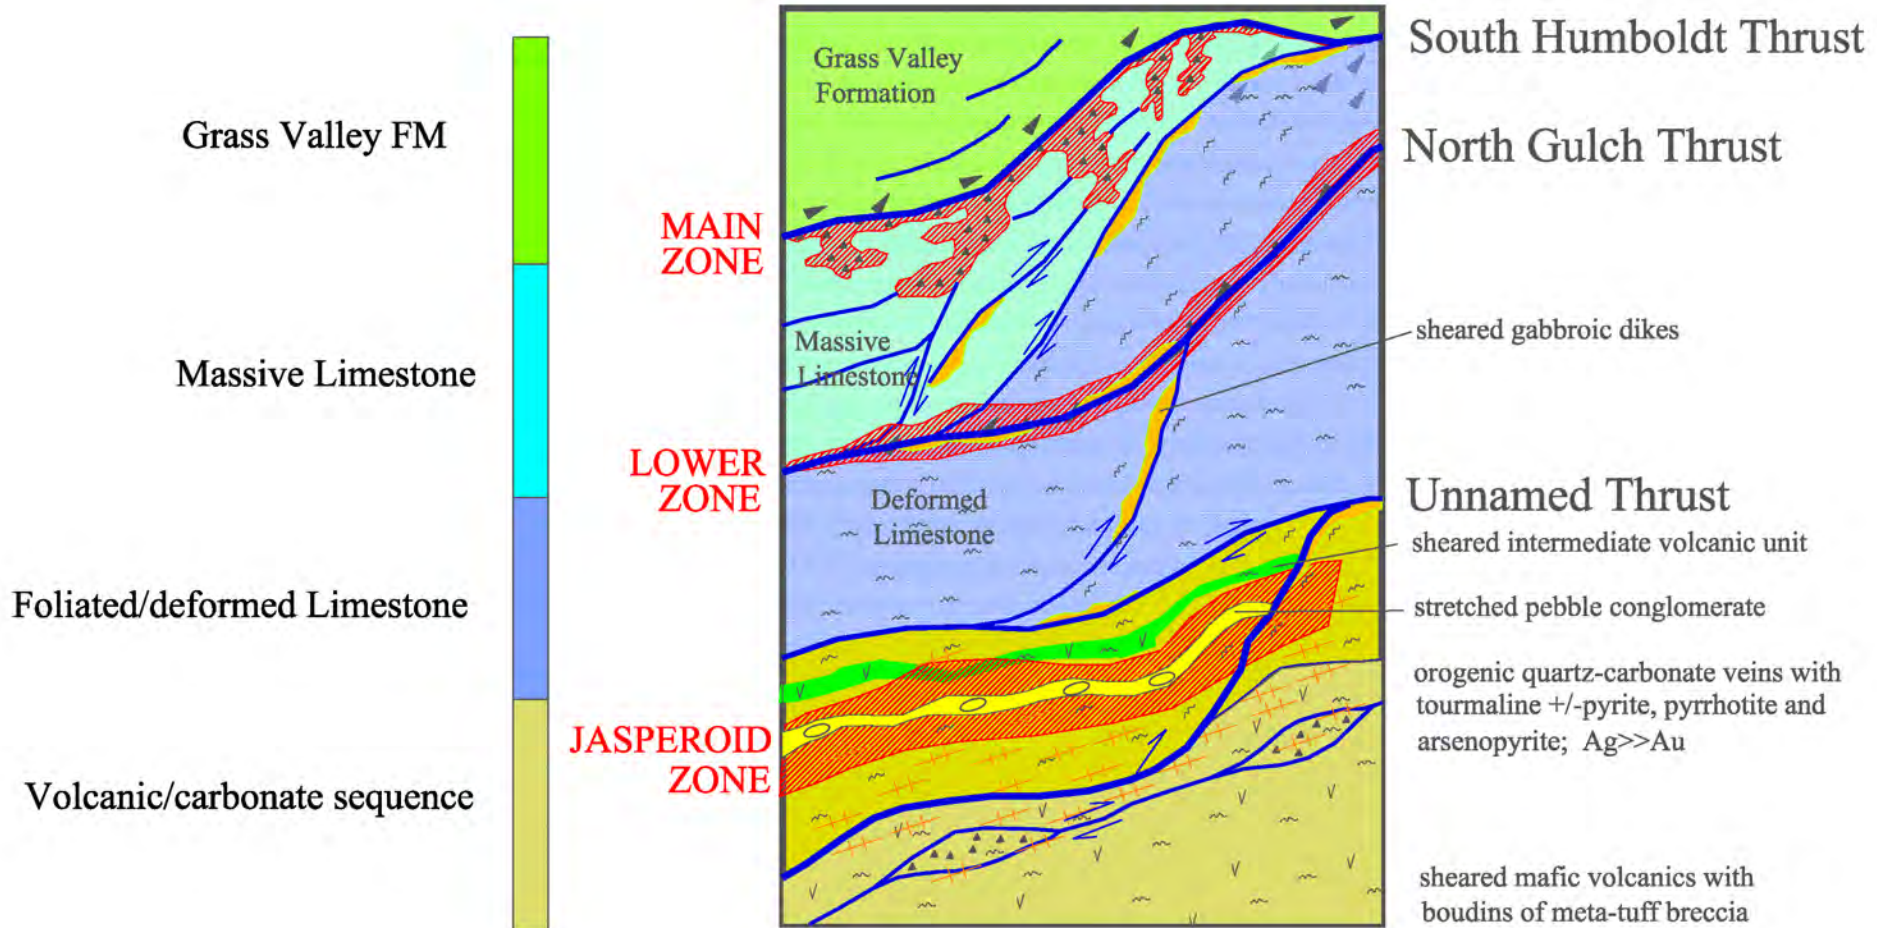 Grass Valley FM
Massive Limestone
Foliated/deformed Limestone
Volcanic/carbonate sequence
MAIN
ZONE
LOWER
ZONE
JASPEROID
ZONE
Grass Valley
Formation
Massive
Limestone
Deformed
Limestone
South Humboldt Thrust
North Gulch Thrust
sheared gabbroic dikes
Unnamed Thrust
sheared intermediate volcanic unit
stretched pebble conglomerate
orogenic quartz-carbonate veins with
tourmaline +/-pyrite, pyrrhotite and
arsenopyrite; Ag>>Au
sheared mafic volcanics with
boudins of meta-tuff breccia